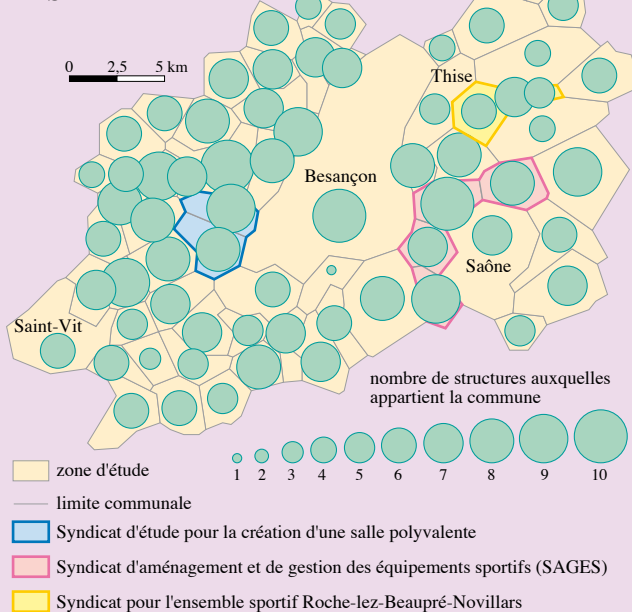 0 2,5 5 km
Thise
Besançon
Saône
Saint-Vit
nombre de structures auxquelles
appartient la commune
1 2 3 4 5 6 7 8 9 10
zone d'étude
limite communale
Syndicat d'étude pour la création d'une salle polyvalente
Syndicat d'aménagement et de gestion des équipements sportifs (SAGES)
Syndicat pour l'ensemble sportif Roche-lez-Beaupré-Novillars